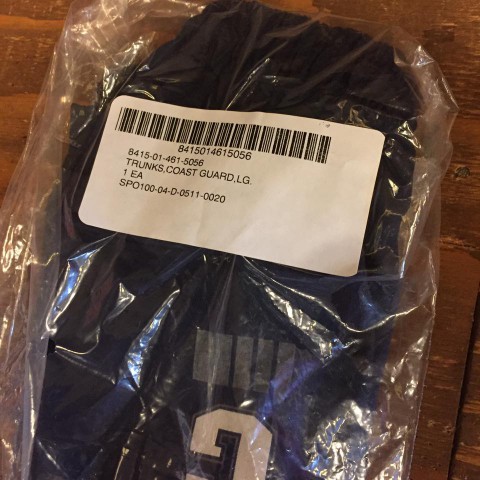 8415014615056
8415-01-461-5056
TRUNKS,COAST GUARD,LG.
1 EA
SPO100-04-D-0511-0020